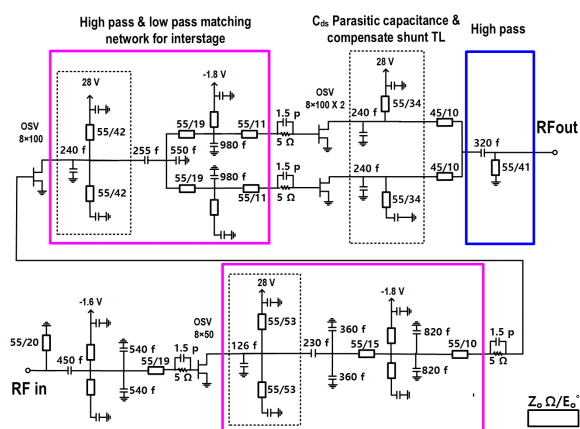 High pass & low pass matching
network for interstage
C_ds Parasitic capacitance &
compensate shunt TL
High pass
28 V
-1.8 V
28 V
OSV
8×100
240 f
55/42
55/42
255 f
550 f
55/19
55/11
980 f
980 f
55/19
55/11
1.5 p
5 Ω
1.5 p
5 Ω
OSV
8×100 X 2
240 f
55/34
45/10
240 f
55/34
45/10
320 f
55/41
RFout
-1.6 V
55/20
450 f
RF in
540 f
540 f
55/19
1.5 p
5 Ω
OSV
8×50
28 V
126 f
55/53
55/53
230 f
360 f
360 f
55/15
-1.8 V
820 f
820 f
55/10
1.5 p
5 Ω
Z_o Ω/E_o°